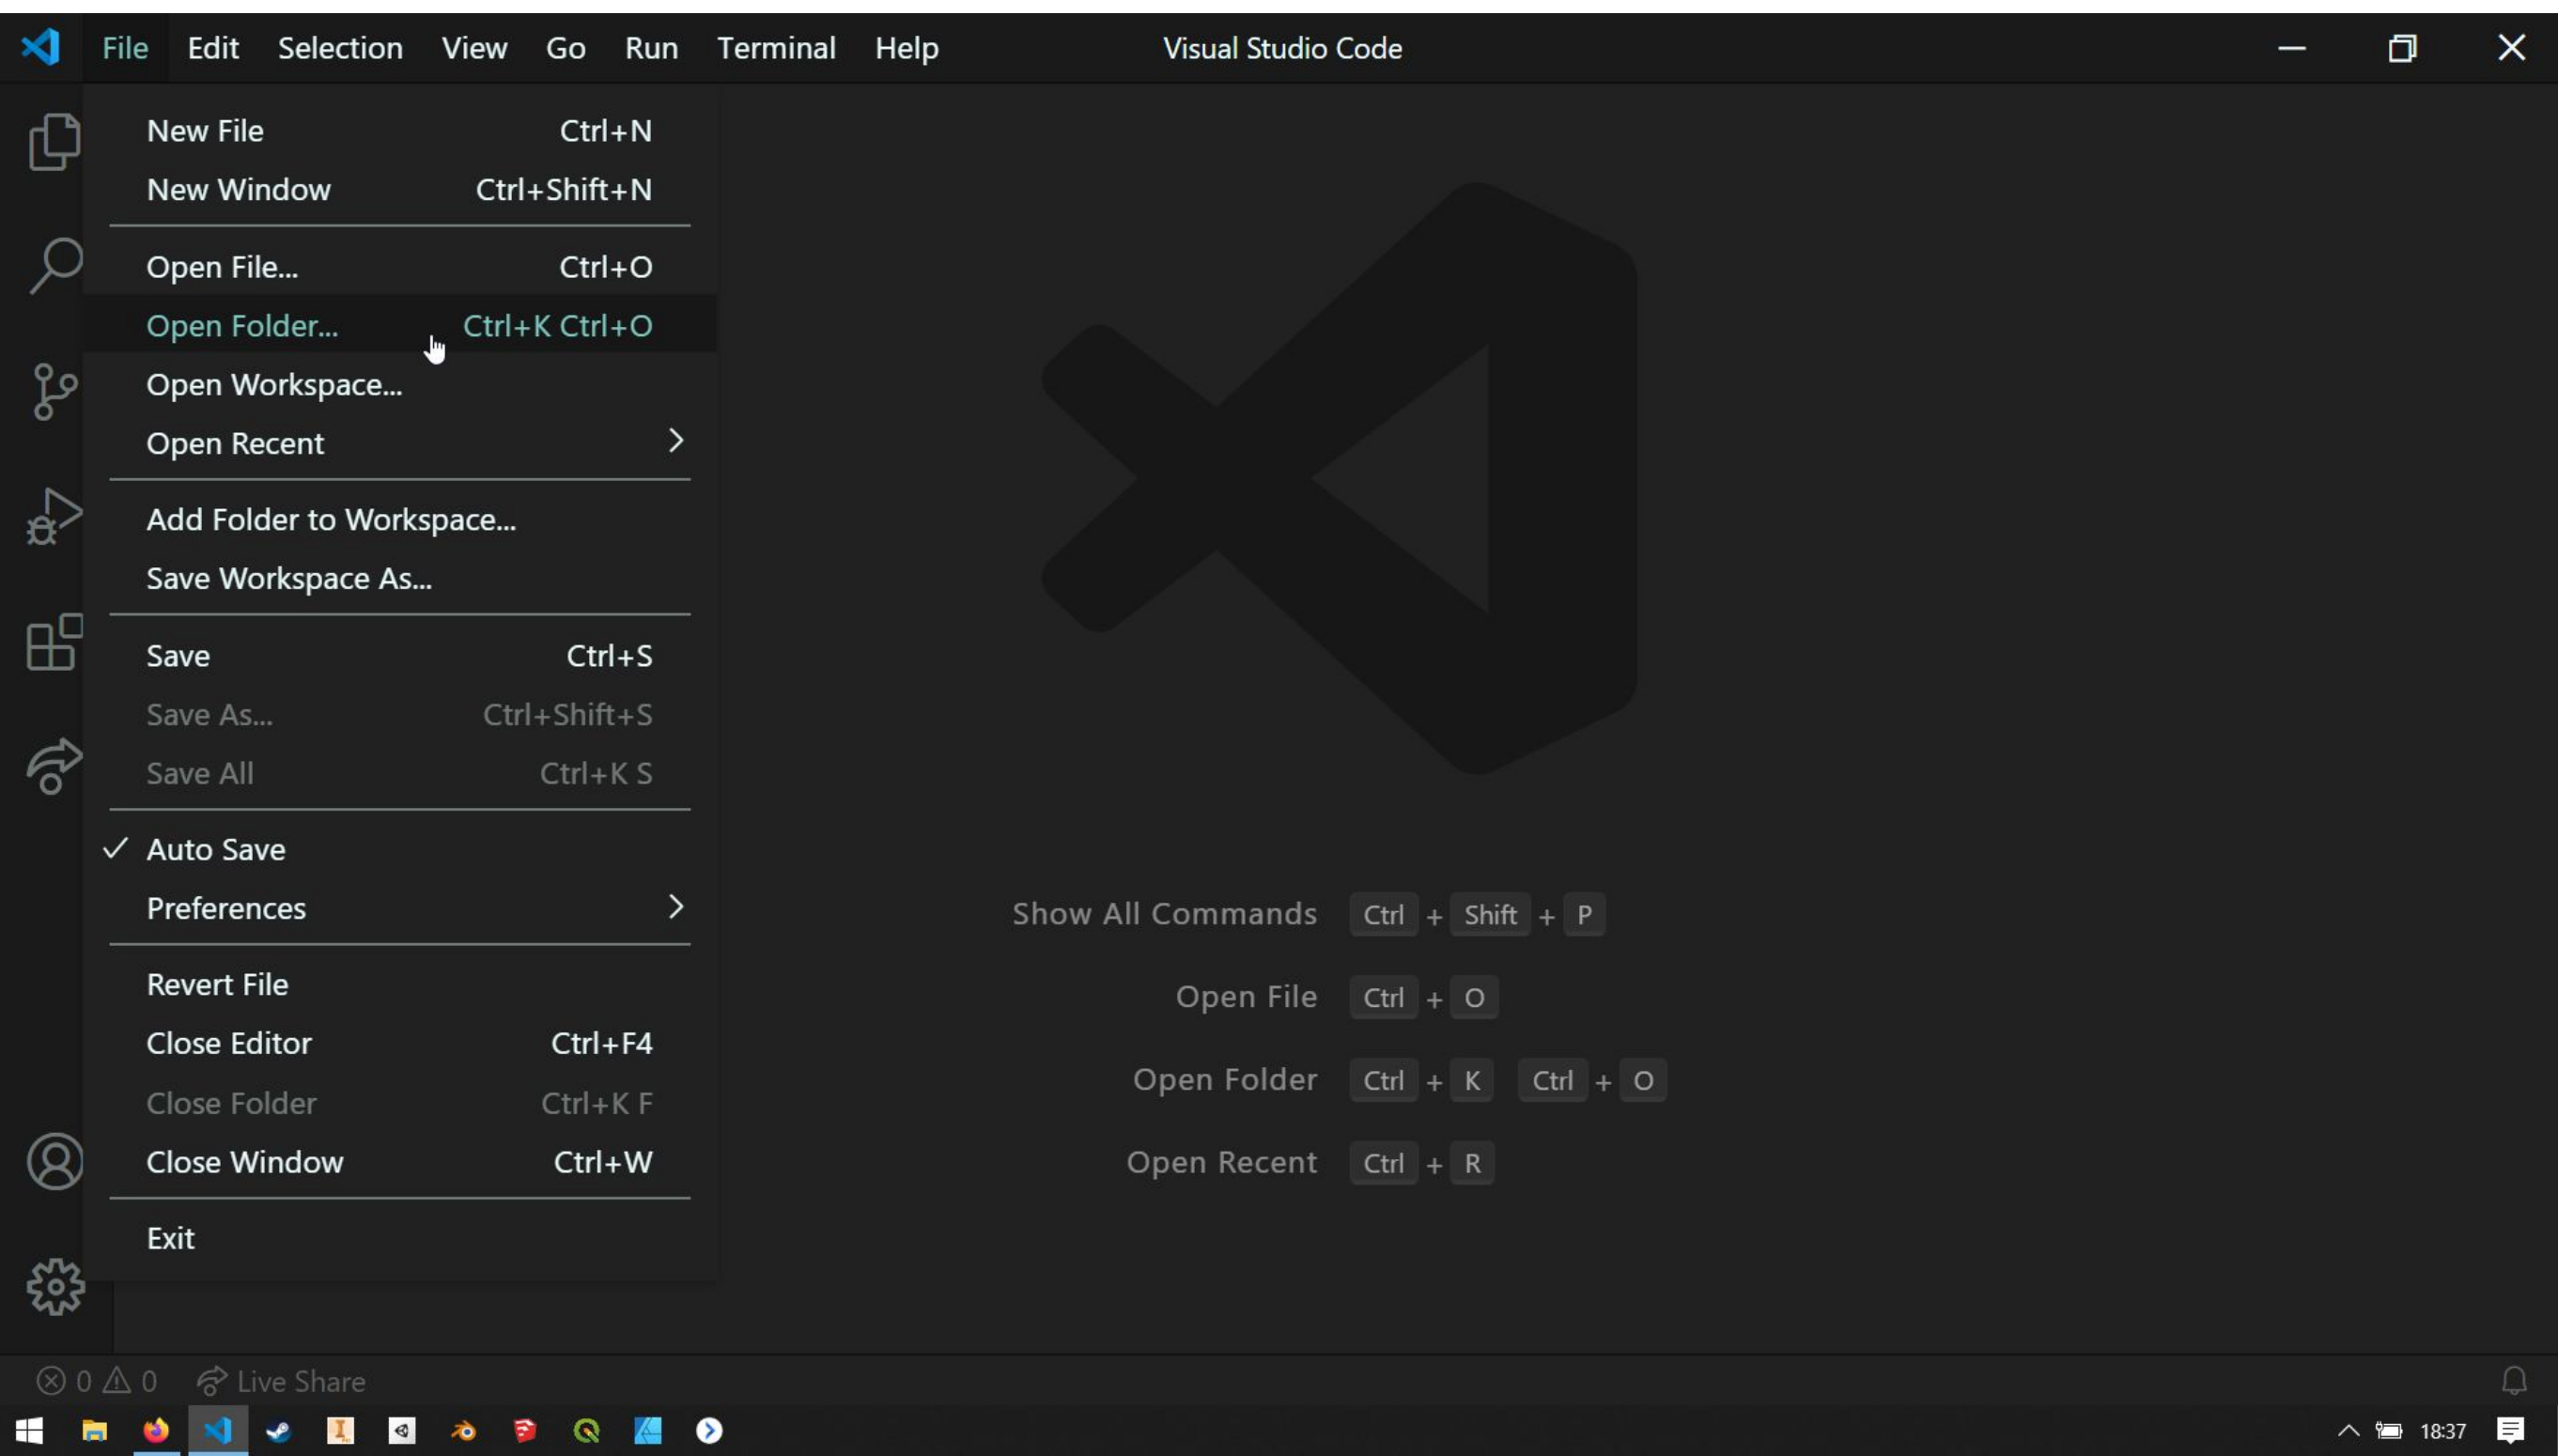 File Edit Selection View Go Run Terminal Help Visual Studio Code
New File Ctrl+N
New Window Ctrl+Shift+N
Open File... Ctrl+O
Open Folder... Ctrl+K Ctrl+O
Open Workspace...
Open Recent
Add Folder to Workspace...
Save Workspace As...
Save Ctrl+S
Save As... Ctrl+Shift+S
Save All Ctrl+K S
Auto Save
Preferences
Revert File
Close Editor Ctrl+F4
Close Folder Ctrl+K F
Close Window Ctrl+W
Exit
Show All Commands Ctrl + Shift + P
Open File Ctrl + O
Open Folder Ctrl + K Ctrl + O
Open Recent Ctrl + R
0 0 Live Share
18:37